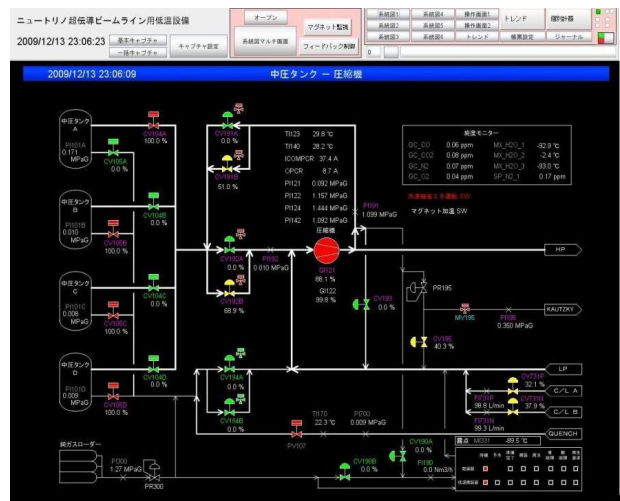 ニュートリノ超伝導ビームライン用低温設備
2009/12/13 23:06:23
基本キャプチャ
一括キャプチャ
キャプチャ設定
オープン
系統図マルチ画面
マグネット監視
フィードバック制御
系統図1
系統図4
操作画面1
トレンド
系統図2
系統図5
操作画面2
系統図3
系統図6
トレンド
帳票設定
ジャーナル
0
2009/12/13 23:06:09
中圧タンク ー 圧縮機
中圧タンク
A
PI101A
0.171
MPaG
CV104A
100.0 %
CV105A
0.0 %
中圧タンク
B
PI101B
0.010
MPaG
CV104B
0.0 %
CV105B
100.0 %
中圧タンク
C
PI101C
0.008
MPaG
CV104C
0.0 %
CV105C
100.0 %
中圧タンク
D
PI101D
0.009
MPaG
CV104D
0.0 %
CV105D
100.0 %
純ガスローダー
PI300
1.27 MPaG
PR300
CV191A
0.0 %
CV191B
51.0 %
CV192A
0.0 %
PI192
0.010 MPaG
CV192B
68.9 %
CV194A
0.0 %
CV194B
0.0 %
PV107
TI170
22.3 ℃
PI700
0.009 MPaG
CV190B
0.0 %
CV190A
0.0 %
FI190
0.0 Nm3/h
TI123 29.8 ℃
TI140 28.2 ℃
ICOMPCR 37.4 A
OPCR 8.7 A
PI121 0.092 MPaG
PI122 1.157 MPaG
PI124 1.444 MPaG
PI142 1.092 MPaG
圧縮機
GI121
88.1 %
GI122
99.8 %
PI191
1.099 MPaG
CV193
0.0 %
純度モニター
GC_CO 0.06 ppm MX_H2O_1 -92.9 ℃
GC_CO2 0.08 ppm MX_H2O_2 -2.4 ℃
GC_N2 0.07 ppm MX_H2O_3 -93.0 ℃
GC_O2 0.04 ppm SP_N2_1 0.17 ppm
マグネット加温.SW
HP
PR195
MV195
PI196
0.350 MPaG
KAUTZKY
CV195
40.3 %
LP
CV731P
32.1 %
C/L A
FI731P
98.8 L/min
CV731N
37.9 %
C/L B
FI731N
99.3 L/min
QUENCH
露点 MI331 -89.5 ℃